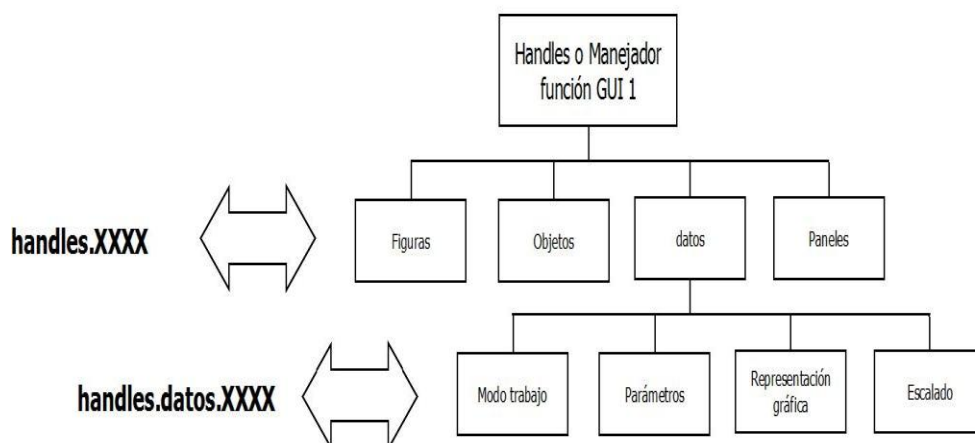 Handles o Manejador
función GUI 1
handles.XXXX
Figuras
Objetos
datos
Paneles
handles.datos.XXXX
Modo trabajo
Parámetros
Representación
gráfica
Escalado